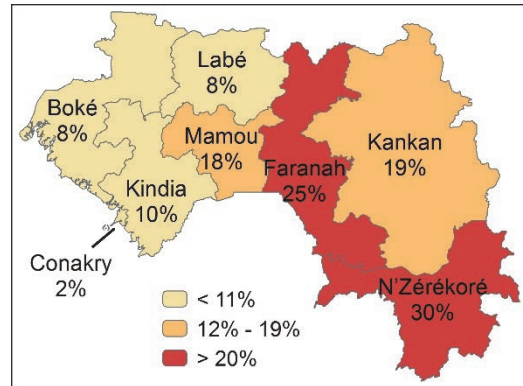 Labé
8%
Boké
8%
Mamou
18%
Kankan
19%
Faranah
25%
Kindia
10%
Conakry
2%
N'Zérékoré
30%
< 11%
12% - 19%
> 20%